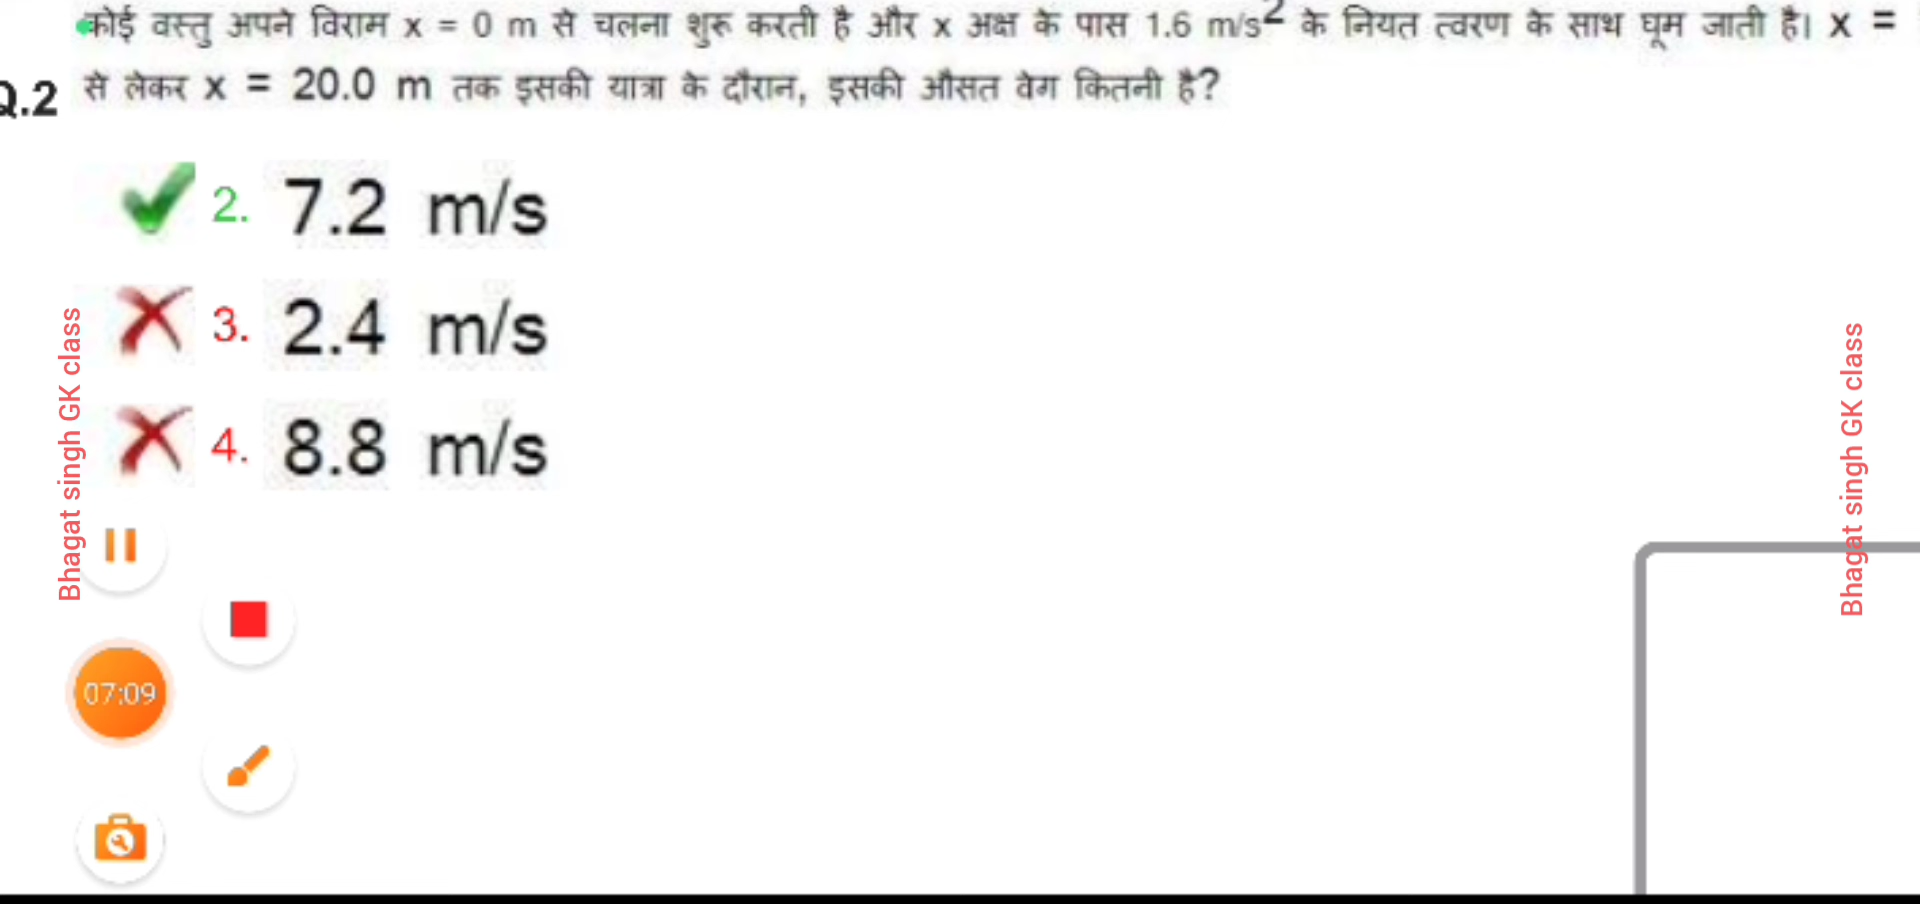 कोई वस्तु अपने विराम x = 0 m से चलना शुरू करती है और x अक्ष के पास 1.6 m/s² के नियत त्वरण के साथ घूम जाती है। x =
Q.2 से लेकर x = 20.0 m तक इसकी यात्रा के दौरान, इसकी औसत वेग कितनी है?
2. 7.2 m/s
3. 2.4 m/s
4. 8.8 m/s
Bhagat singh GK class
Bhagat singh GK class
07:09